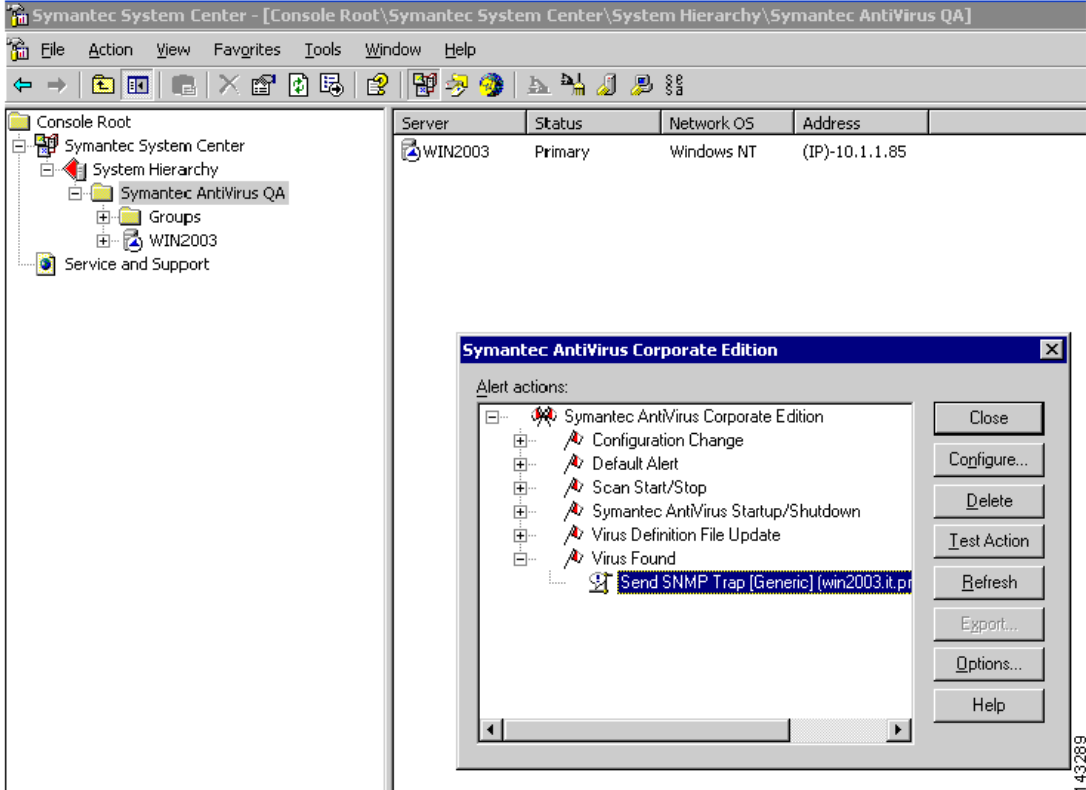 Symantec System Center - [Console Root\Symantec System Center\System Hierarchy\Symantec AntiVirus QA]
File Action View Favorites Tools Window Help
Console Root
Symantec System Center
System Hierarchy
Symantec AntiVirus QA
Groups
WIN2003
Service and Support
Server Status Network OS Address
WIN2003 Primary Windows NT (IP)-10.1.1.85
Symantec AntiVirus Corporate Edition
Alert actions:
Symantec AntiVirus Corporate Edition
Configuration Change
Default Alert
Scan Start/Stop
Symantec AntiVirus Startup/Shutdown
Virus Definition File Update
Virus Found
Send SNMP Trap [Generic] (win2003.it.pr
Close
Configure...
Delete
Test Action
Refresh
Export...
Options...
Help
143289